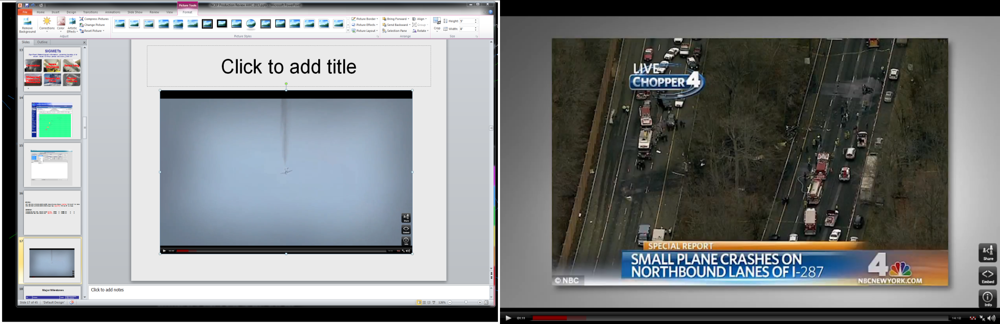 Picture Tools
NCEP Production Review AWC 2013.pptx - Microsoft PowerPoint
File Home Insert Design Transitions Animations Slide Show Review View Format
Remove Background
Corrections
Color
Artistic Effects
Compress Pictures
Change Picture
Reset Picture
Adjust
Picture Styles
Picture Border
Picture Effects
Picture Layout
Bring Forward
Send Backward
Selection Pane
Align
Group
Rotate
Arrange
Crop
Height: 5"
Width: 8"
Size
Slides Outline
13
SIGMETs
14
15
16
17
18
Major Milestones
Click to add title
Share
Embed
Info
Click to add notes
Slide 17 of 45 "Default Design" 126%
LIVE
CHOPPER 4
SPECIAL REPORT
SMALL PLANE CRASHES ON
NORTHBOUND LANES OF I-287
4
NBCNEWYORK.COM
© NBC
Share
Embed
Info
01:11 14:12